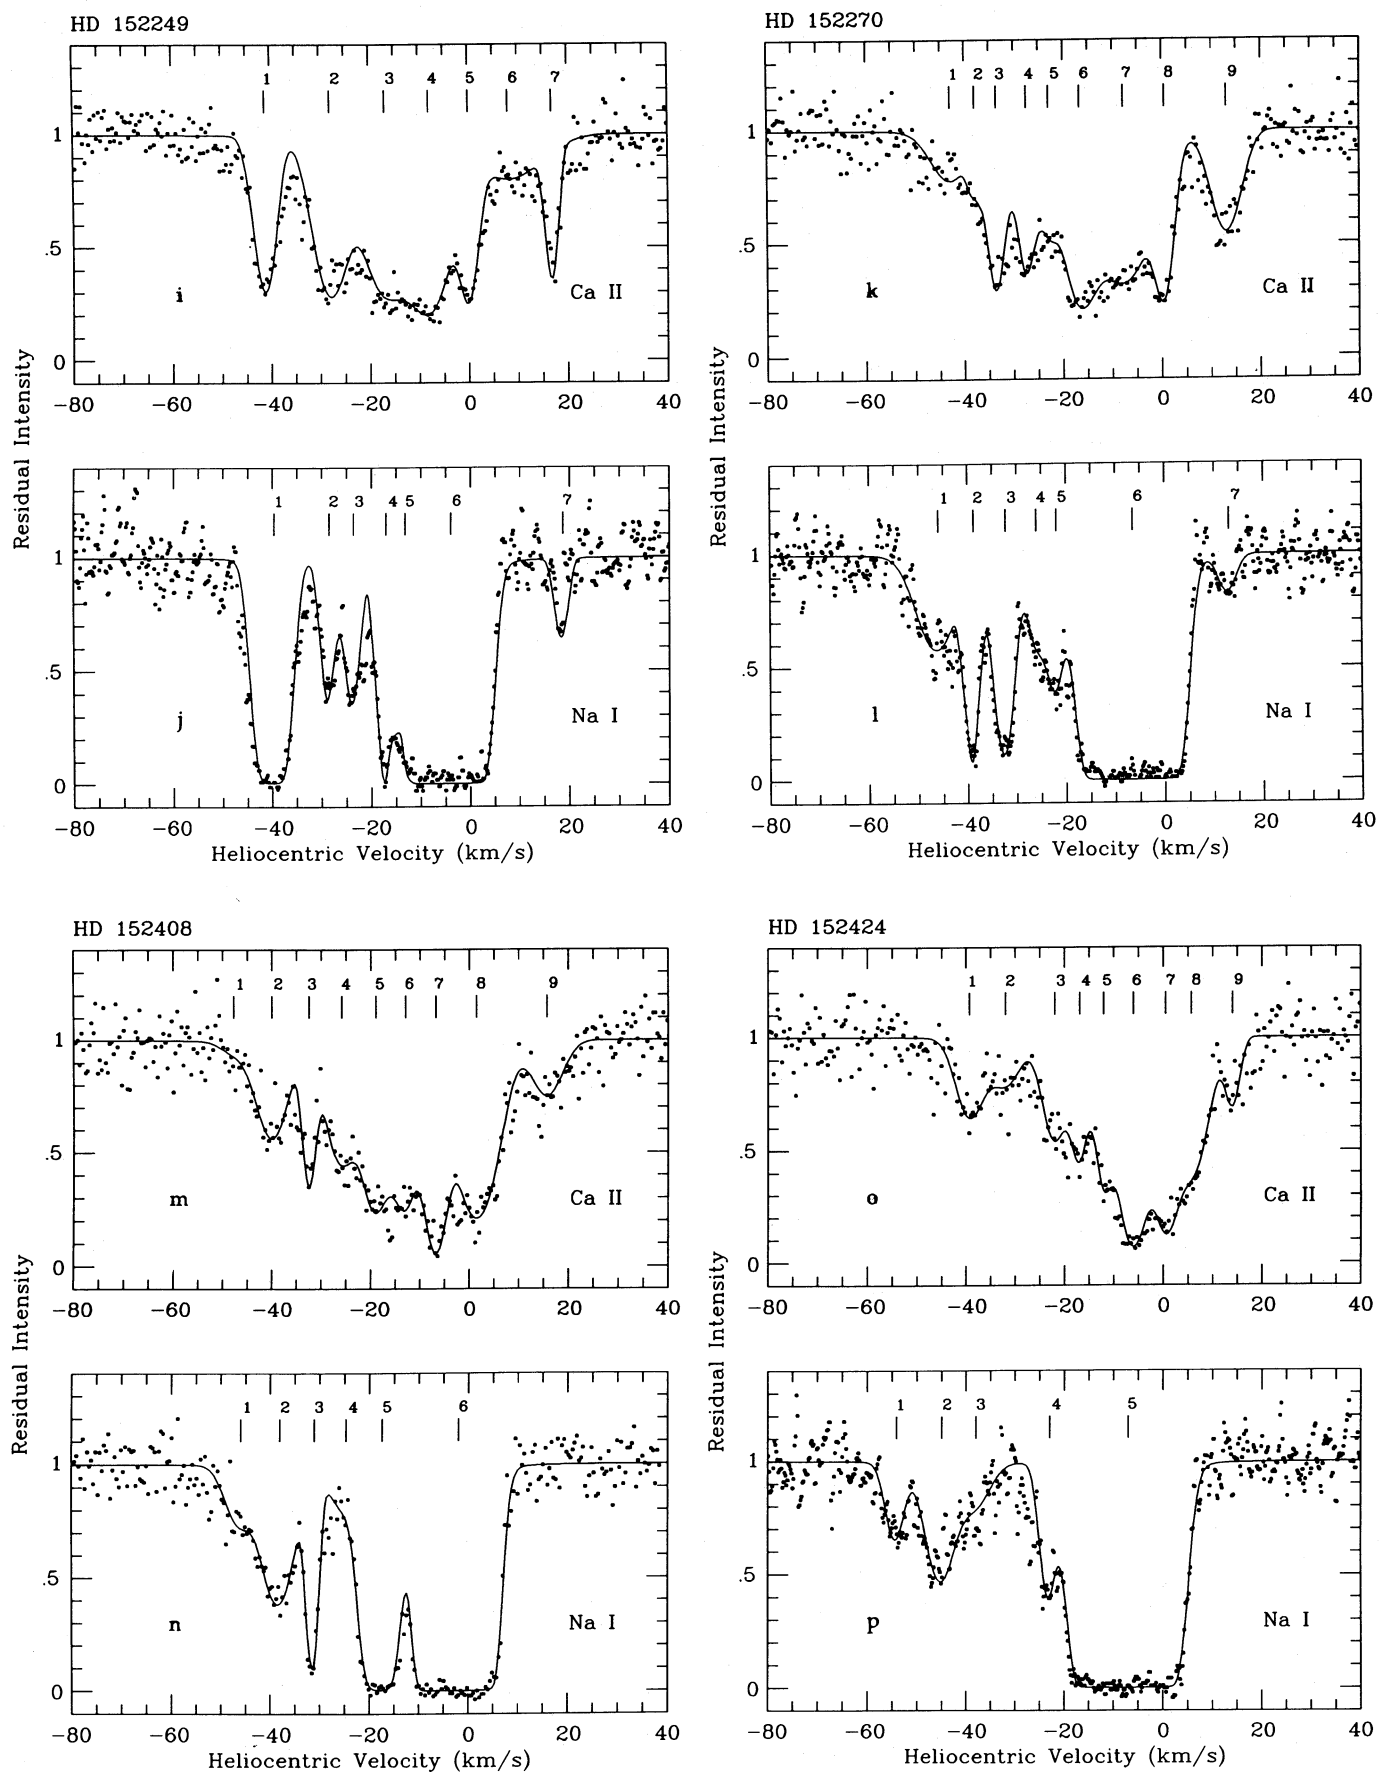 HD 152249
1 2 3 4 5 6 7
1
.5
0
i
Ca II
−80 −60 −40 −20 0 20 40
Residual Intensity
1 2 3 4 5 6 7
1
.5
0
j
Na I
−80 −60 −40 −20 0 20 40
Heliocentric Velocity (km/s)
HD 152270
1 2 3 4 5 6 7 8 9
1
.5
0
k
Ca II
−80 −60 −40 −20 0 20 40
Residual Intensity
1 2 3 4 5 6 7
1
.5
0
l
Na I
−80 −60 −40 −20 0 20 40
Heliocentric Velocity (km/s)
HD 152408
1 2 3 4 5 6 7 8 9
1
.5
0
m
Ca II
−80 −60 −40 −20 0 20 40
Residual Intensity
1 2 3 4 5 6
1
.5
0
n
Na I
−80 −60 −40 −20 0 20 40
Heliocentric Velocity (km/s)
HD 152424
1 2 3 4 5 6 7 8 9
1
.5
0
o
Ca II
−80 −60 −40 −20 0 20 40
Residual Intensity
1 2 3 4 5
1
.5
0
p
Na I
−80 −60 −40 −20 0 20 40
Heliocentric Velocity (km/s)